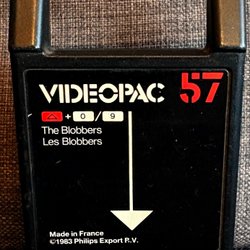 VIDEOPAC 57
+ 0 / 9
The Blobbers
Les Blobbers
Made in France
©1983 Philips Export B.V.